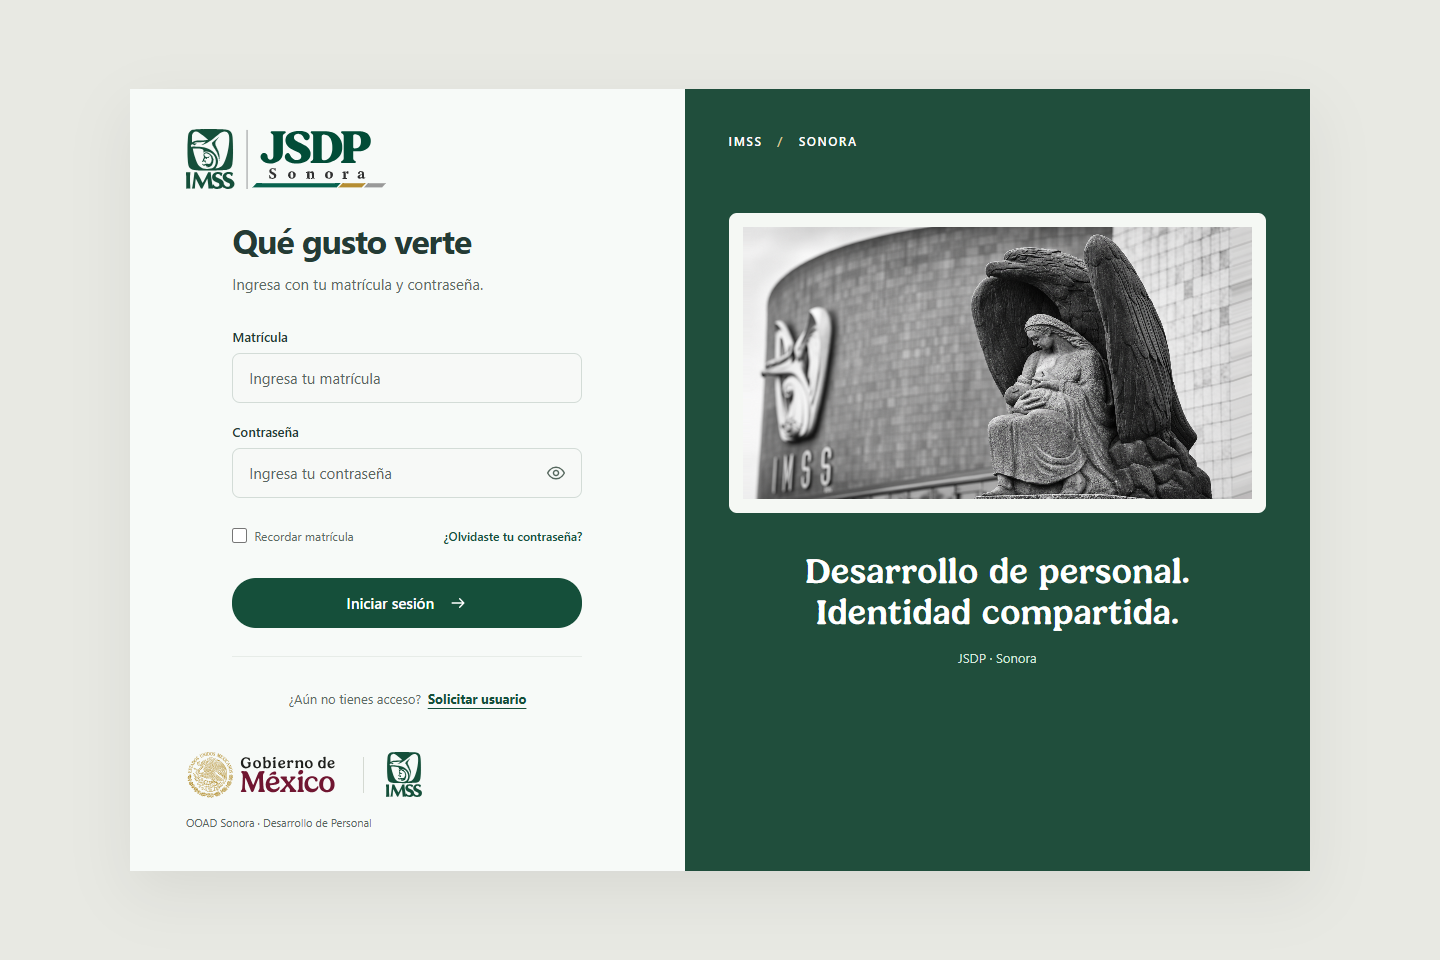 IMSS
JSDP
Sonora
Qué gusto verte
Ingresa con tu matrícula y contraseña.
Matrícula
Ingresa tu matrícula
Contraseña
Ingresa tu contraseña
Recordar matrícula
¿Olvidaste tu contraseña?
Iniciar sesión →
¿Aún no tienes acceso? Solicitar usuario
Gobierno de
México
IMSS
OOAD Sonora · Desarrollo de Personal
IMSS / SONORA
IMSS
Desarrollo de personal.
Identidad compartida.
JSDP · Sonora